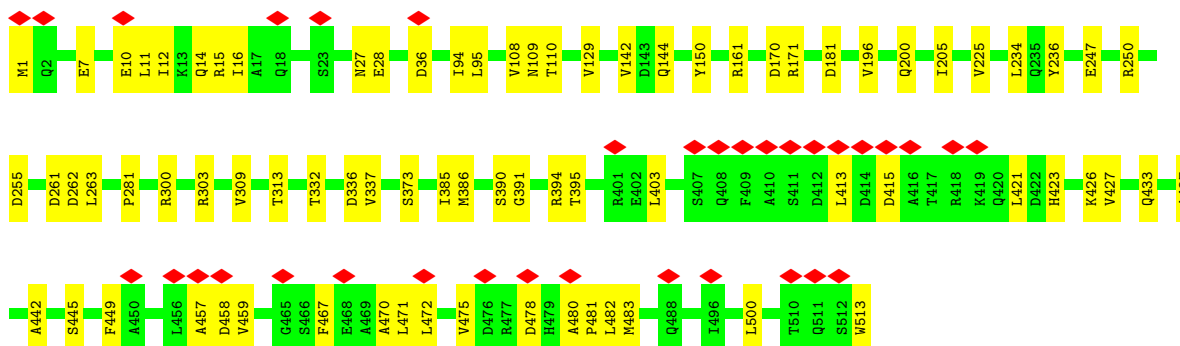 M1 Q2 E7 E10 L11 I12 K13 Q14 R15 I16 A17 Q18 S23 N27 E28 D36 I94 L95 V108 N109 T110 V129 V142 D143 Q144 Y150 R161 D170 R171 D181 V196 Q200 I205 V225 L234 Q235 Y236 E247 R250
D255 D261 D262 L263 P281 R300 R303 V309 T313 T332 D336 V337 S373 I385 M386 S390 G391 R394 T395 R401 E402 L403 S407 Q408 F409 A410 S411 D412 L413 D414 D415 A416 T417 R418 K419 Q420 L421 D422 H423 K426 V427 Q433
A442 S445 F449 A450 L456 A457 D458 V459 G465 S466 F467 E468 A469 A470 L471 L472 V475 D476 R477 D478 H479 A480 P481 L482 M483 Q488 I496 L500 T510 Q511 S512 W513